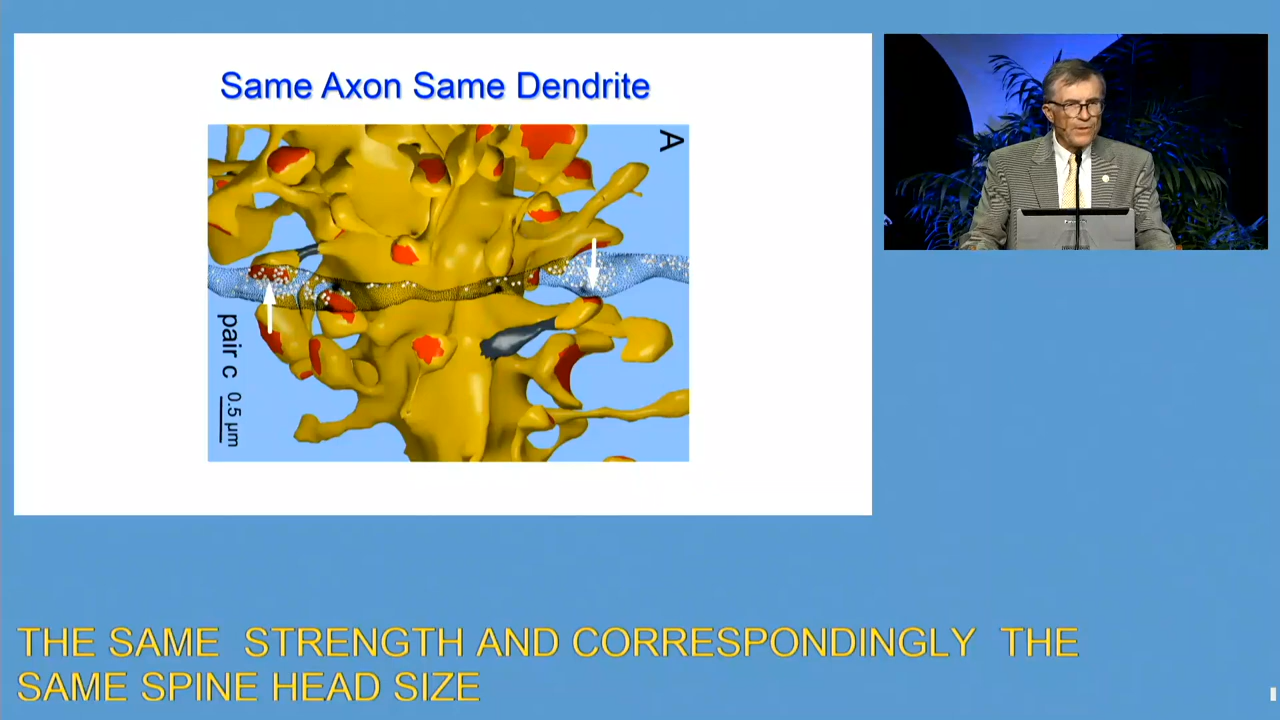 Same Axon Same Dendrite
A
pair c
0.5 μm
THE SAME STRENGTH AND CORRESPONDINGLY THE
SAME SPINE HEAD SIZE